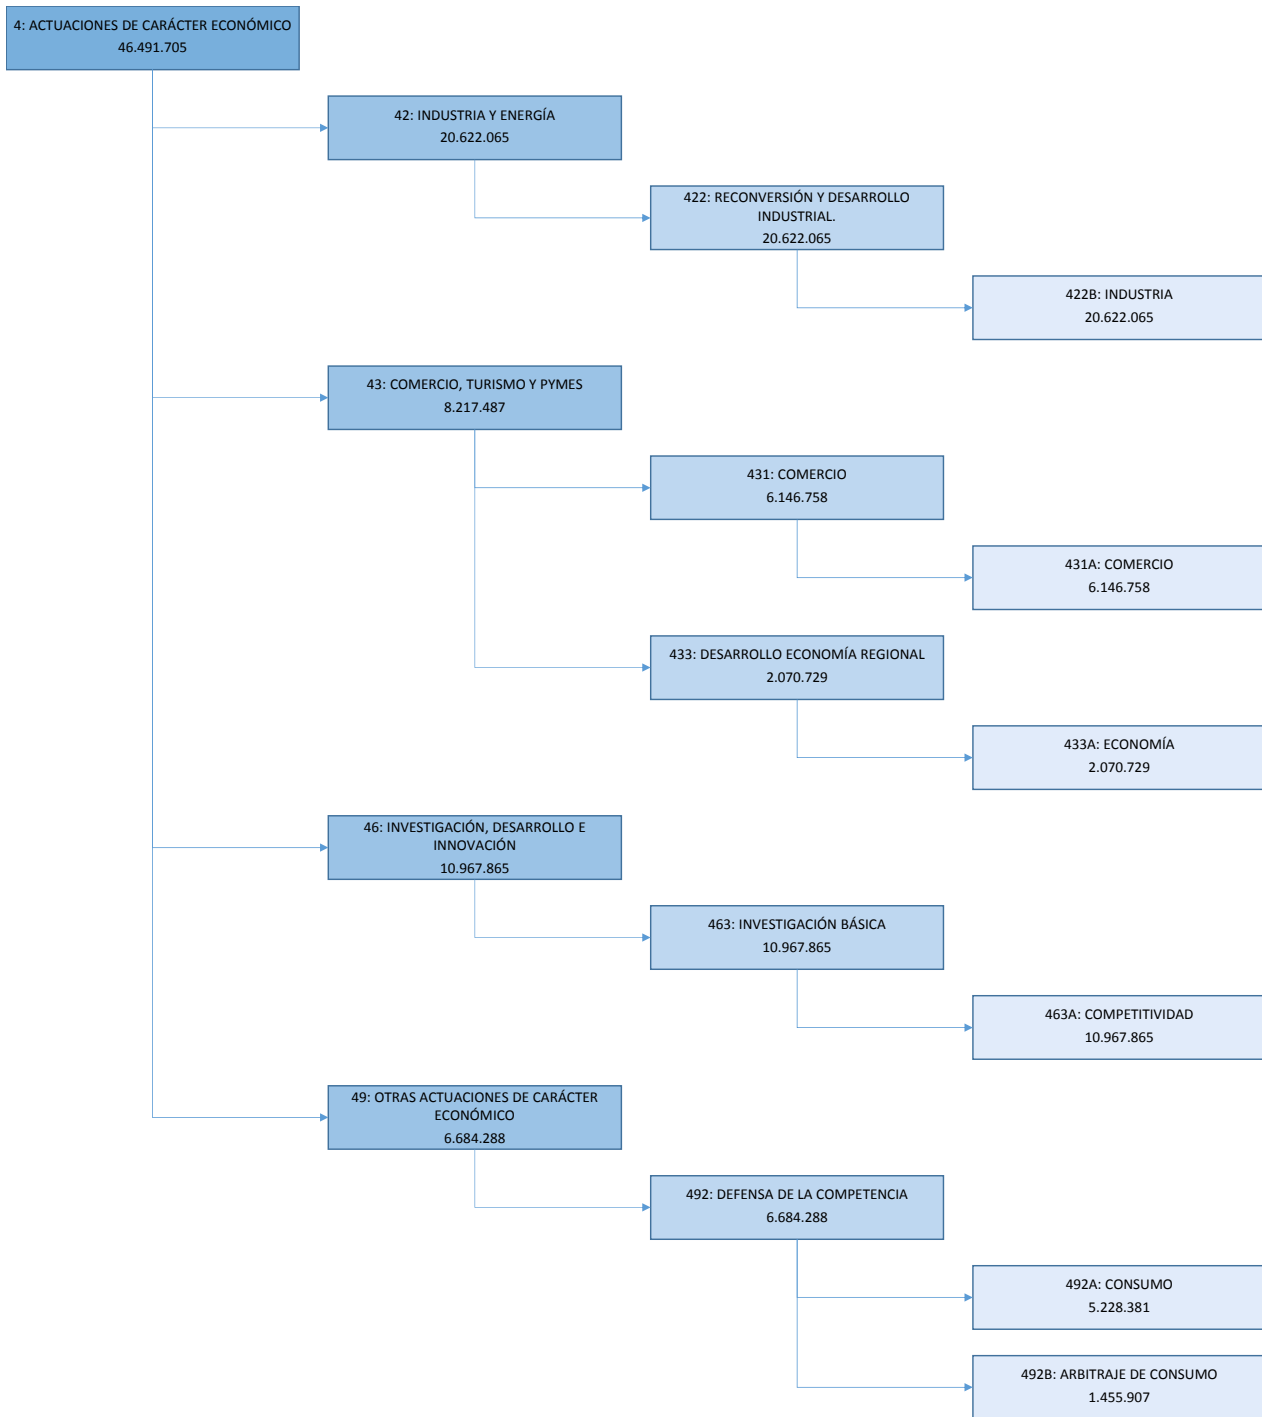 4: ACTUACIONES DE CARÁCTER ECONÓMICO
46.491.705
42: INDUSTRIA Y ENERGÍA
20.622.065
422: RECONVERSIÓN Y DESARROLLO
INDUSTRIAL.
20.622.065
422B: INDUSTRIA
20.622.065
43: COMERCIO, TURISMO Y PYMES
8.217.487
431: COMERCIO
6.146.758
431A: COMERCIO
6.146.758
433: DESARROLLO ECONOMÍA REGIONAL
2.070.729
433A: ECONOMÍA
2.070.729
46: INVESTIGACIÓN, DESARROLLO E
INNOVACIÓN
10.967.865
463: INVESTIGACIÓN BÁSICA
10.967.865
463A: COMPETITIVIDAD
10.967.865
49: OTRAS ACTUACIONES DE CARÁCTER
ECONÓMICO
6.684.288
492: DEFENSA DE LA COMPETENCIA
6.684.288
492A: CONSUMO
5.228.381
492B: ARBITRAJE DE CONSUMO
1.455.907